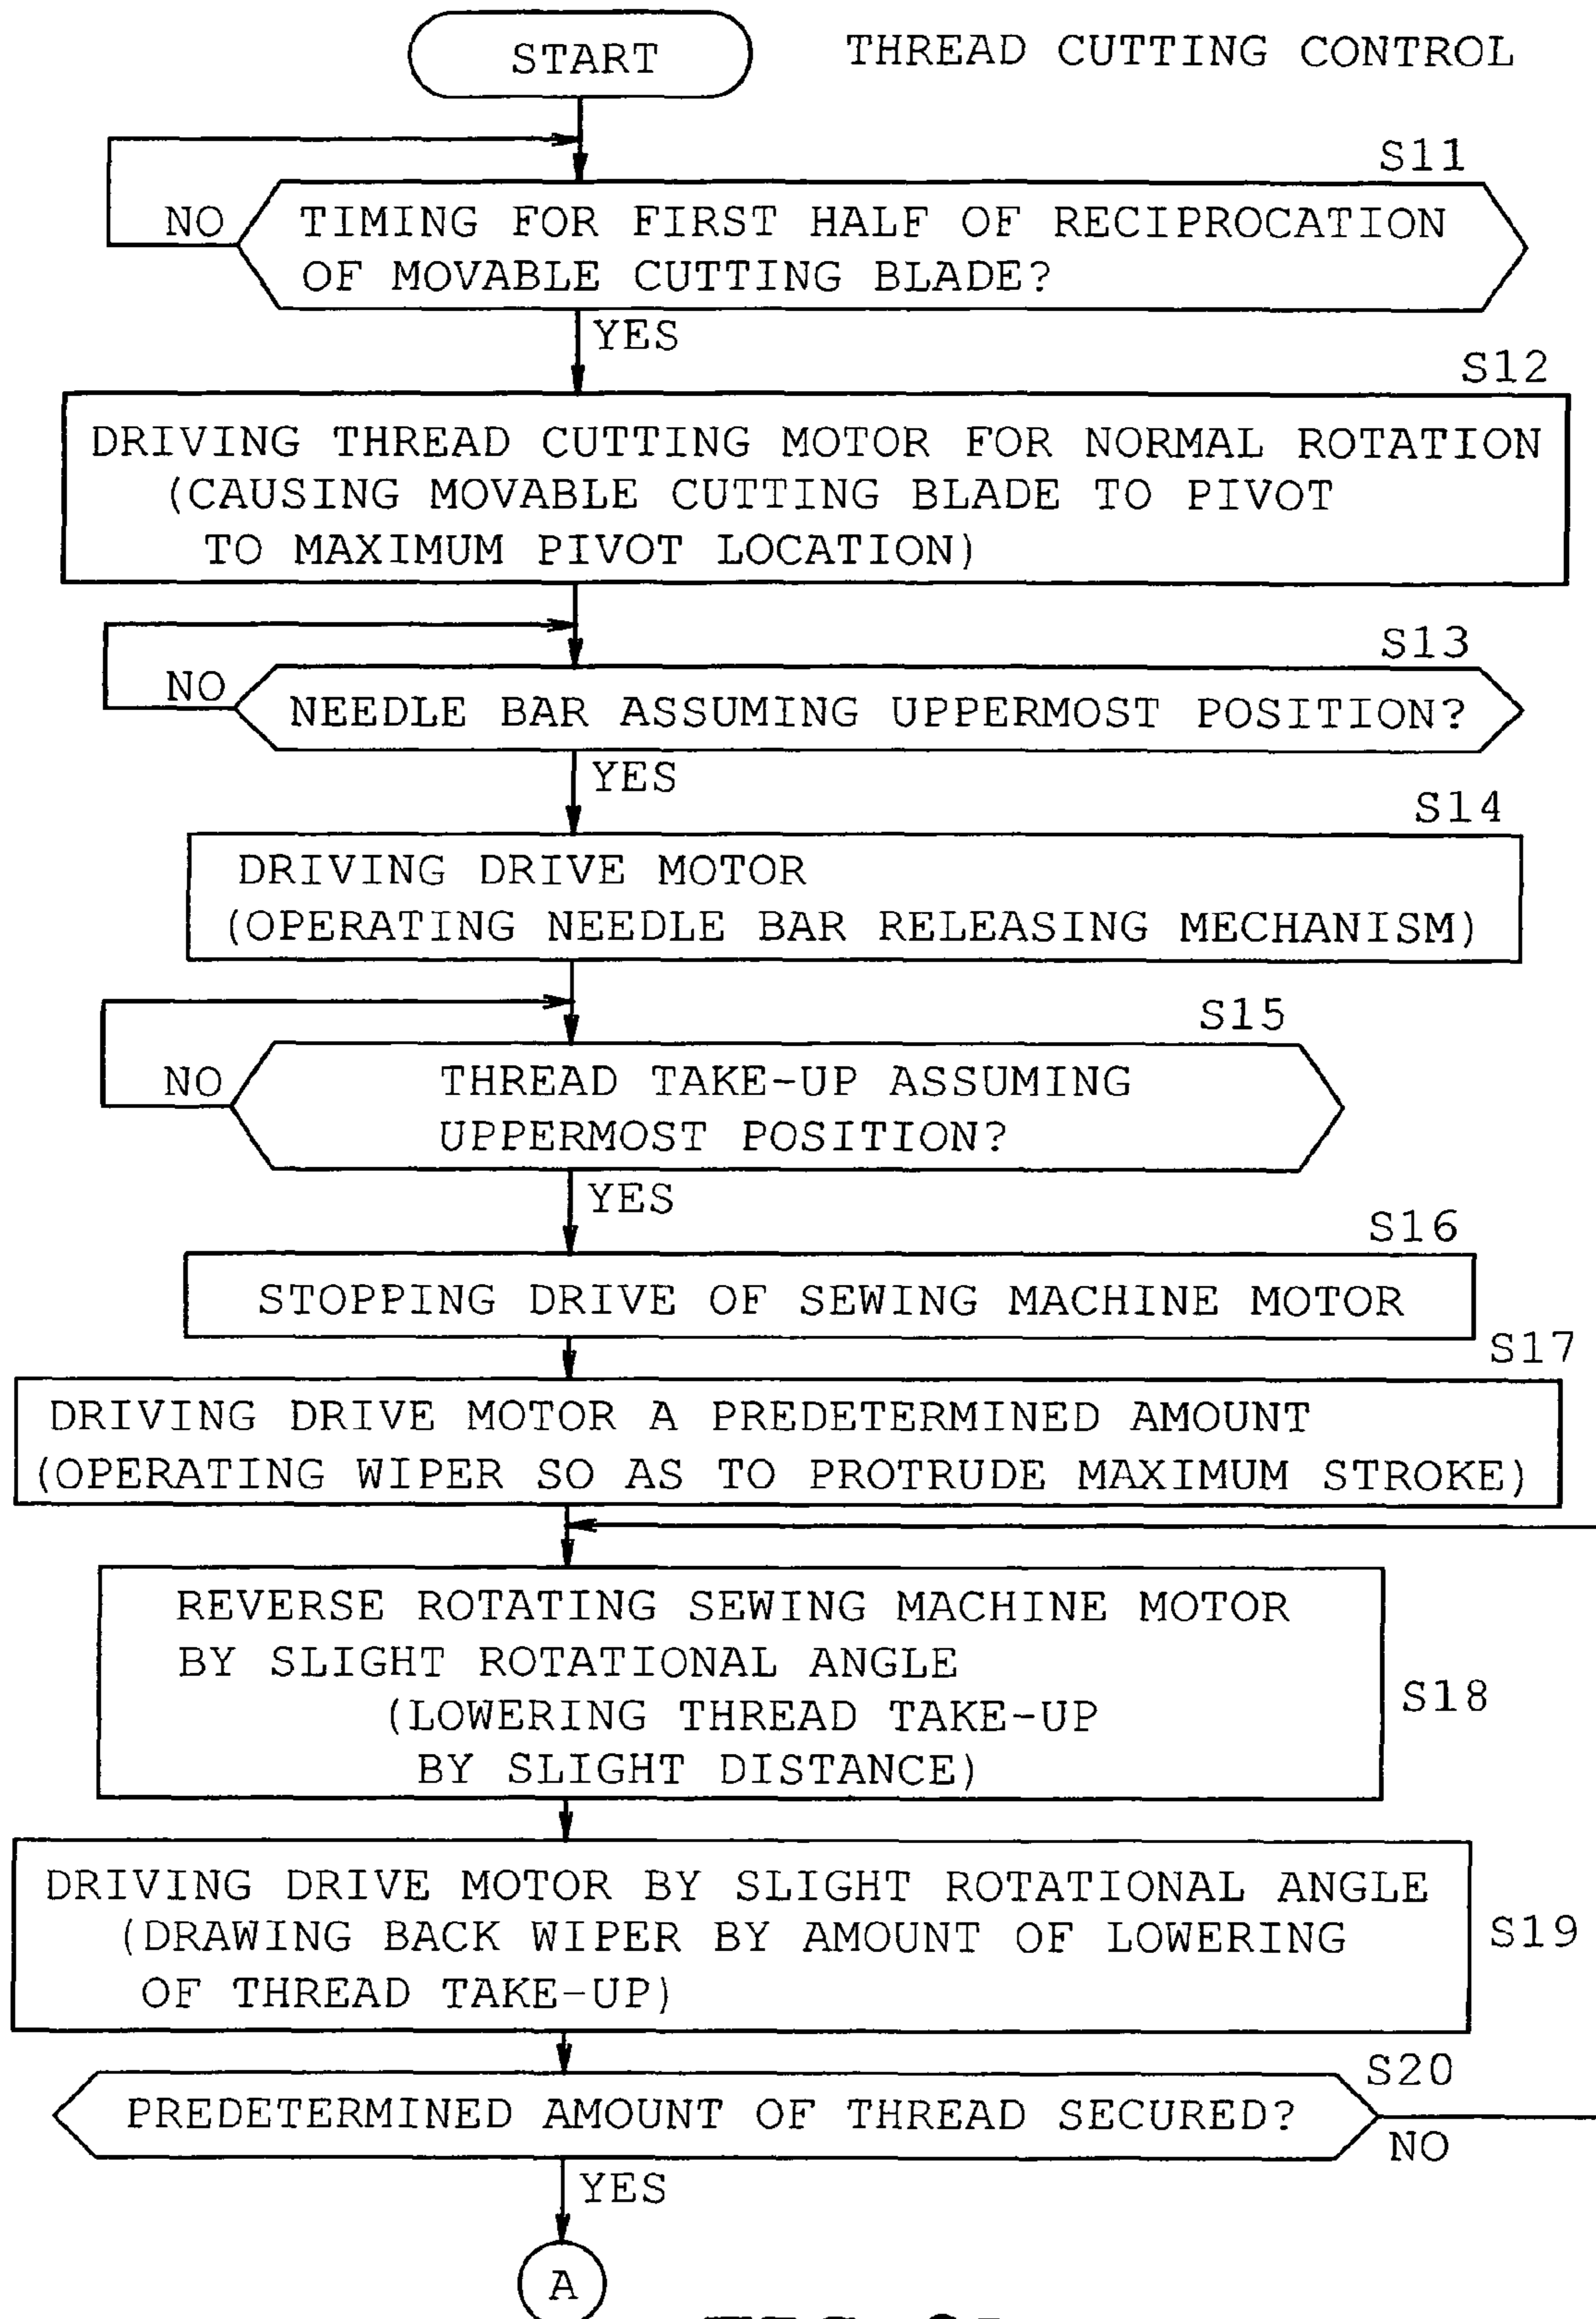 START
THREAD CUTTING CONTROL
S11
NO
TIMING FOR FIRST HALF OF RECIPROCATION
OF MOVABLE CUTTING BLADE?
YES
S12
DRIVING THREAD CUTTING MOTOR FOR NORMAL ROTATION
(CAUSING MOVABLE CUTTING BLADE TO PIVOT
TO MAXIMUM PIVOT LOCATION)
S13
NO
NEEDLE BAR ASSUMING UPPERMOST POSITION?
YES
S14
DRIVING DRIVE MOTOR
(OPERATING NEEDLE BAR RELEASING MECHANISM)
S15
NO
THREAD TAKE-UP ASSUMING
UPPERMOST POSITION?
YES
S16
STOPPING DRIVE OF SEWING MACHINE MOTOR
S17
DRIVING DRIVE MOTOR A PREDETERMINED AMOUNT
(OPERATING WIPER SO AS TO PROTRUDE MAXIMUM STROKE)
REVERSE ROTATING SEWING MACHINE MOTOR
BY SLIGHT ROTATIONAL ANGLE
(LOWERING THREAD TAKE-UP
BY SLIGHT DISTANCE)
S18
DRIVING DRIVE MOTOR BY SLIGHT ROTATIONAL ANGLE
(DRAWING BACK WIPER BY AMOUNT OF LOWERING
OF THREAD TAKE-UP)
S19
S20
PREDETERMINED AMOUNT OF THREAD SECURED?
NO
YES
A